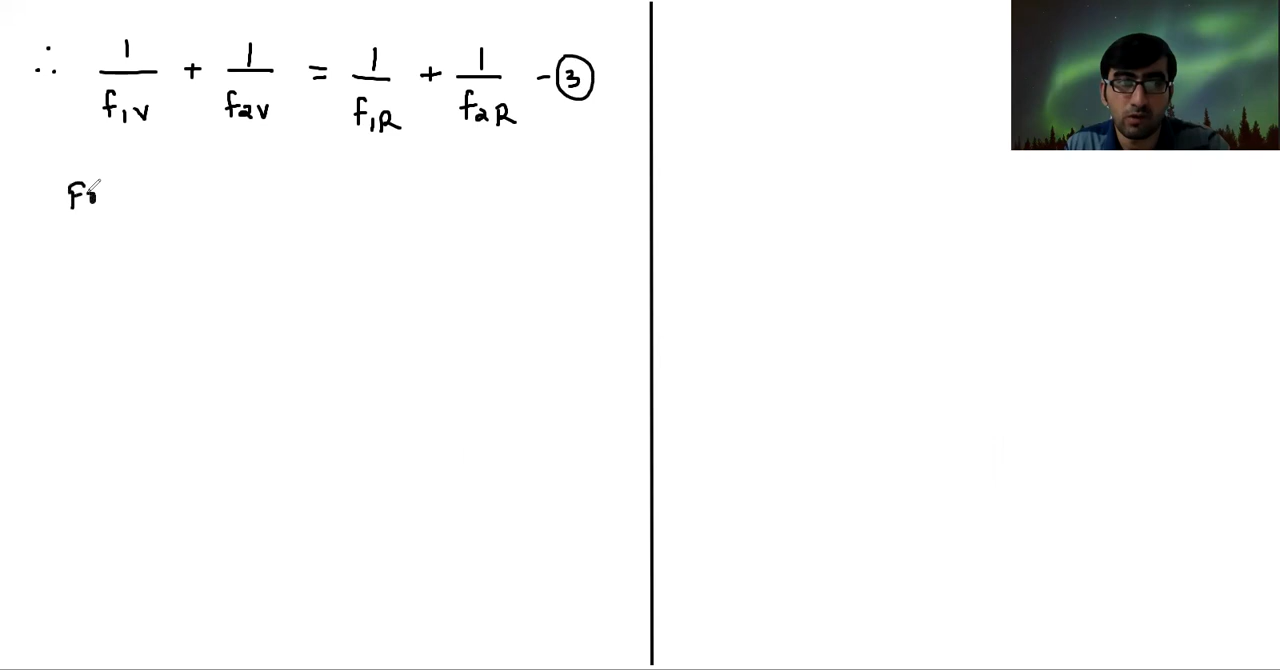 ∴ 1/f₁V + 1/f₂V = 1/f₁R + 1/f₂R - ③